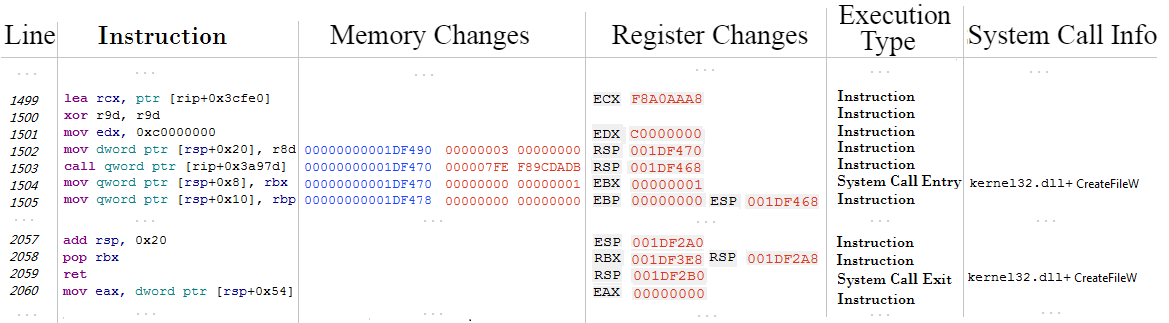 Line Instruction Memory Changes Register Changes Execution Type System Call Info
... ... ... ... ... ...
1499 lea rcx, ptr [rip+0x3cfe0] ECX F8A0AAA8 Instruction
1500 xor r9d, r9d Instruction
1501 mov edx, 0xc0000000 EDX C0000000 Instruction
1502 mov dword ptr [rsp+0x20], r8d 00000000001DF490 00000003 00000000 RSP 001DF470 Instruction
1503 call qword ptr [rip+0x3a97d] 00000000001DF470 000007FE F89CDADB RSP 001DF468 Instruction
1504 mov qword ptr [rsp+0x8], rbx 00000000001DF470 00000000 00000001 EBX 00000001 System Call Entry kernel32.dll+ CreateFileW
1505 mov qword ptr [rsp+0x10], rbp 00000000001DF478 00000000 00000000 EBP 00000000 ESP 001DF468 Instruction
... ... ... ... ...
2057 add rsp, 0x20 ESP 001DF2A0 Instruction
2058 pop rbx RBX 001DF3E8 RSP 001DF2A8 Instruction
2059 ret RSP 001DF2B0 System Call Exit kernel32.dll+ CreateFileW
2060 mov eax, dword ptr [rsp+0x54] EAX 00000000 Instruction
... ... ... ... ... ...